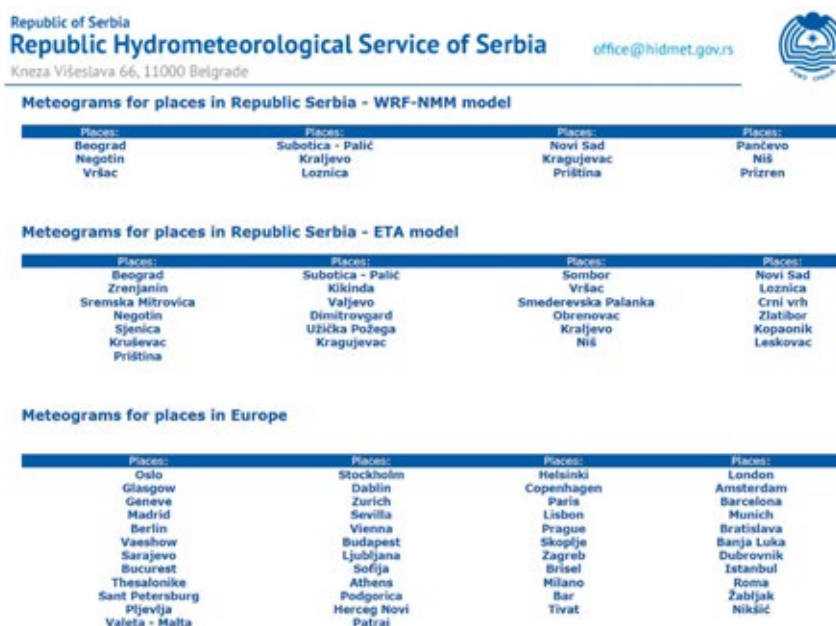 Republic of Serbia
Republic Hydrometeorological Service of Serbia
office@hidmet.gov.rs
Kneza Višeslava 66, 11000 Belgrade
Meteograms for places in Republic Serbia - WRF-NMM model
Places: Places: Places: Places:
Beograd Subotica - Palić Novi Sad Pančevo
Negotin Kraljevo Kragujevac Niš
Vršac Loznica Priština Prizren
Meteograms for places in Republic Serbia - ETA model
Places: Places: Places: Places:
Beograd Subotica - Palić Sombor Novi Sad
Zrenjanin Kikinda Vršac Loznica
Sremska Mitrovica Valjevo Smederevska Palanka Crni vrh
Negotin Dimitrovgard Obrenovac Zlatibor
Sjenica Užička Požega Kraljevo Kopaonik
Kruševac Kragujevac Niš Leskovac
Priština
Meteograms for places in Europe
Places: Places: Places: Places:
Oslo Stockholm Helsinki London
Glasgow Dablin Copenhagen Amsterdam
Geneve Zurich Paris Barcelona
Madrid Sevilla Lisbon Munich
Berlin Vienna Prague Bratislava
Vaeshow Budapest Skoplje Banja Luka
Sarajevo Ljubljana Zagreb Dubrovnik
Bucurest Sofija Brisel Istanbul
Thesalonike Athens Milano Roma
Sant Petersburg Podgorica Bar Žabljak
Pljevlja Herceg Novi Tivat Nikšić
Valeta - Malta Patraj